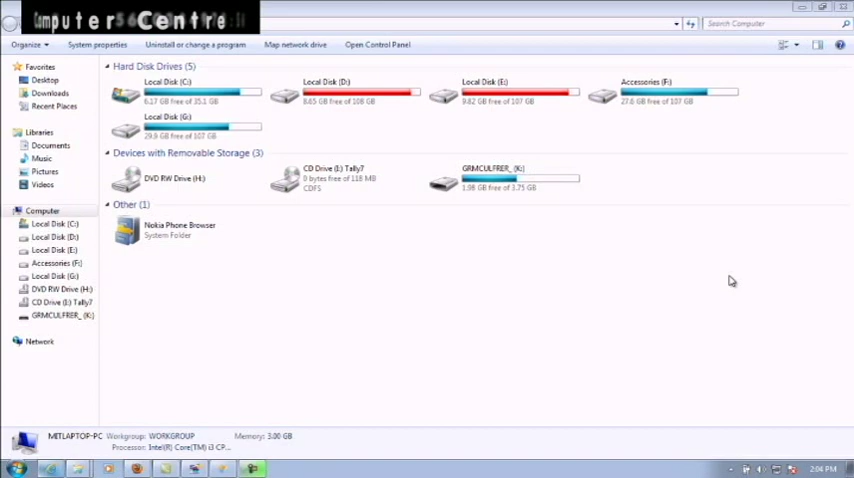 Computer Centre
Search Computer
Organize
System properties
Uninstall or change a program
Map network drive
Open Control Panel
Favorites
Desktop
Downloads
Recent Places
Libraries
Documents
Music
Pictures
Videos
Computer
Local Disk (C:)
Local Disk (D:)
Local Disk (E:)
Accessories (F:)
Local Disk (G:)
DVD RW Drive (H:)
CD Drive (I:) Tally7
GRMCULFRER_ (K:)
Network
Hard Disk Drives (5)
Local Disk (C:)
6.17 GB free of 35.1 GB
Local Disk (D:)
8.65 GB free of 108 GB
Local Disk (E:)
9.82 GB free of 107 GB
Accessories (F:)
27.6 GB free of 107 GB
Local Disk (G:)
29.9 GB free of 107 GB
Devices with Removable Storage (3)
DVD RW Drive (H:)
CD Drive (I:) Tally7
0 bytes free of 118 MB
CDFS
GRMCULFRER_ (K:)
1.98 GB free of 3.75 GB
Other (1)
Nokia Phone Browser
System Folder
METLAPTOP-PC
Workgroup: WORKGROUP
Memory: 3.00 GB
Processor: Intel(R) Core(TM) i3 CP...
2:04 PM